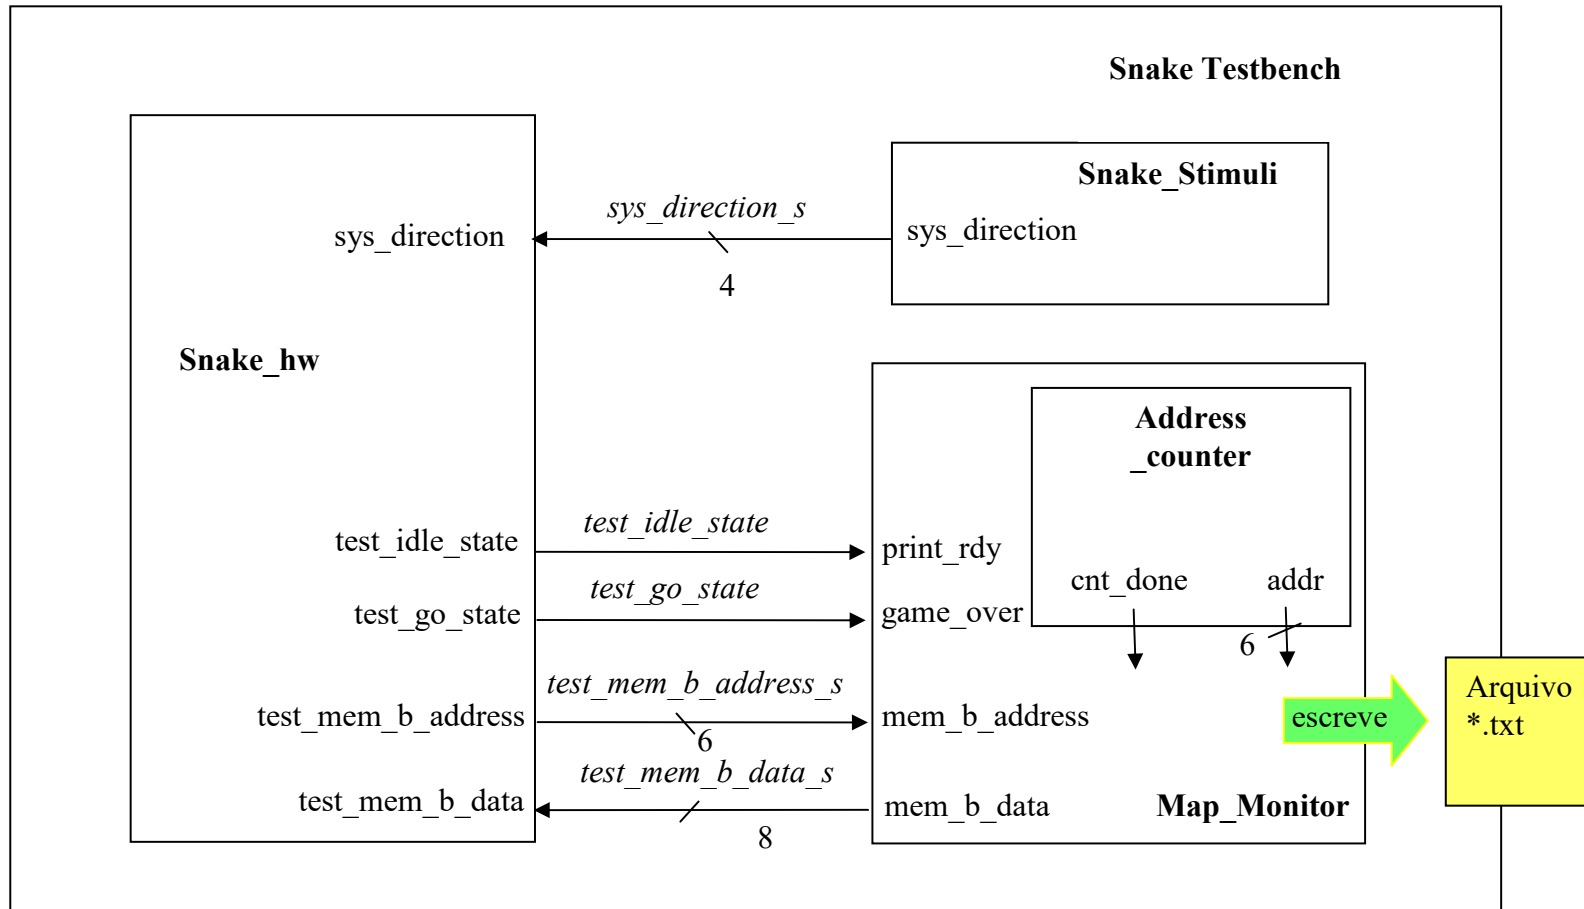 Snake Testbench
Snake_Stimuli
sys_direction_s
sys_direction
sys_direction
4
Snake_hw
Address
_counter
test_idle_state
test_idle_state
print_rdy
cnt_done
addr
test_go_state
test_go_state
game_over
6
test_mem_b_address_s
test_mem_b_address
6
mem_b_address
escreve
Arquivo
*.txt
test_mem_b_data_s
test_mem_b_data
8
mem_b_data
Map_Monitor